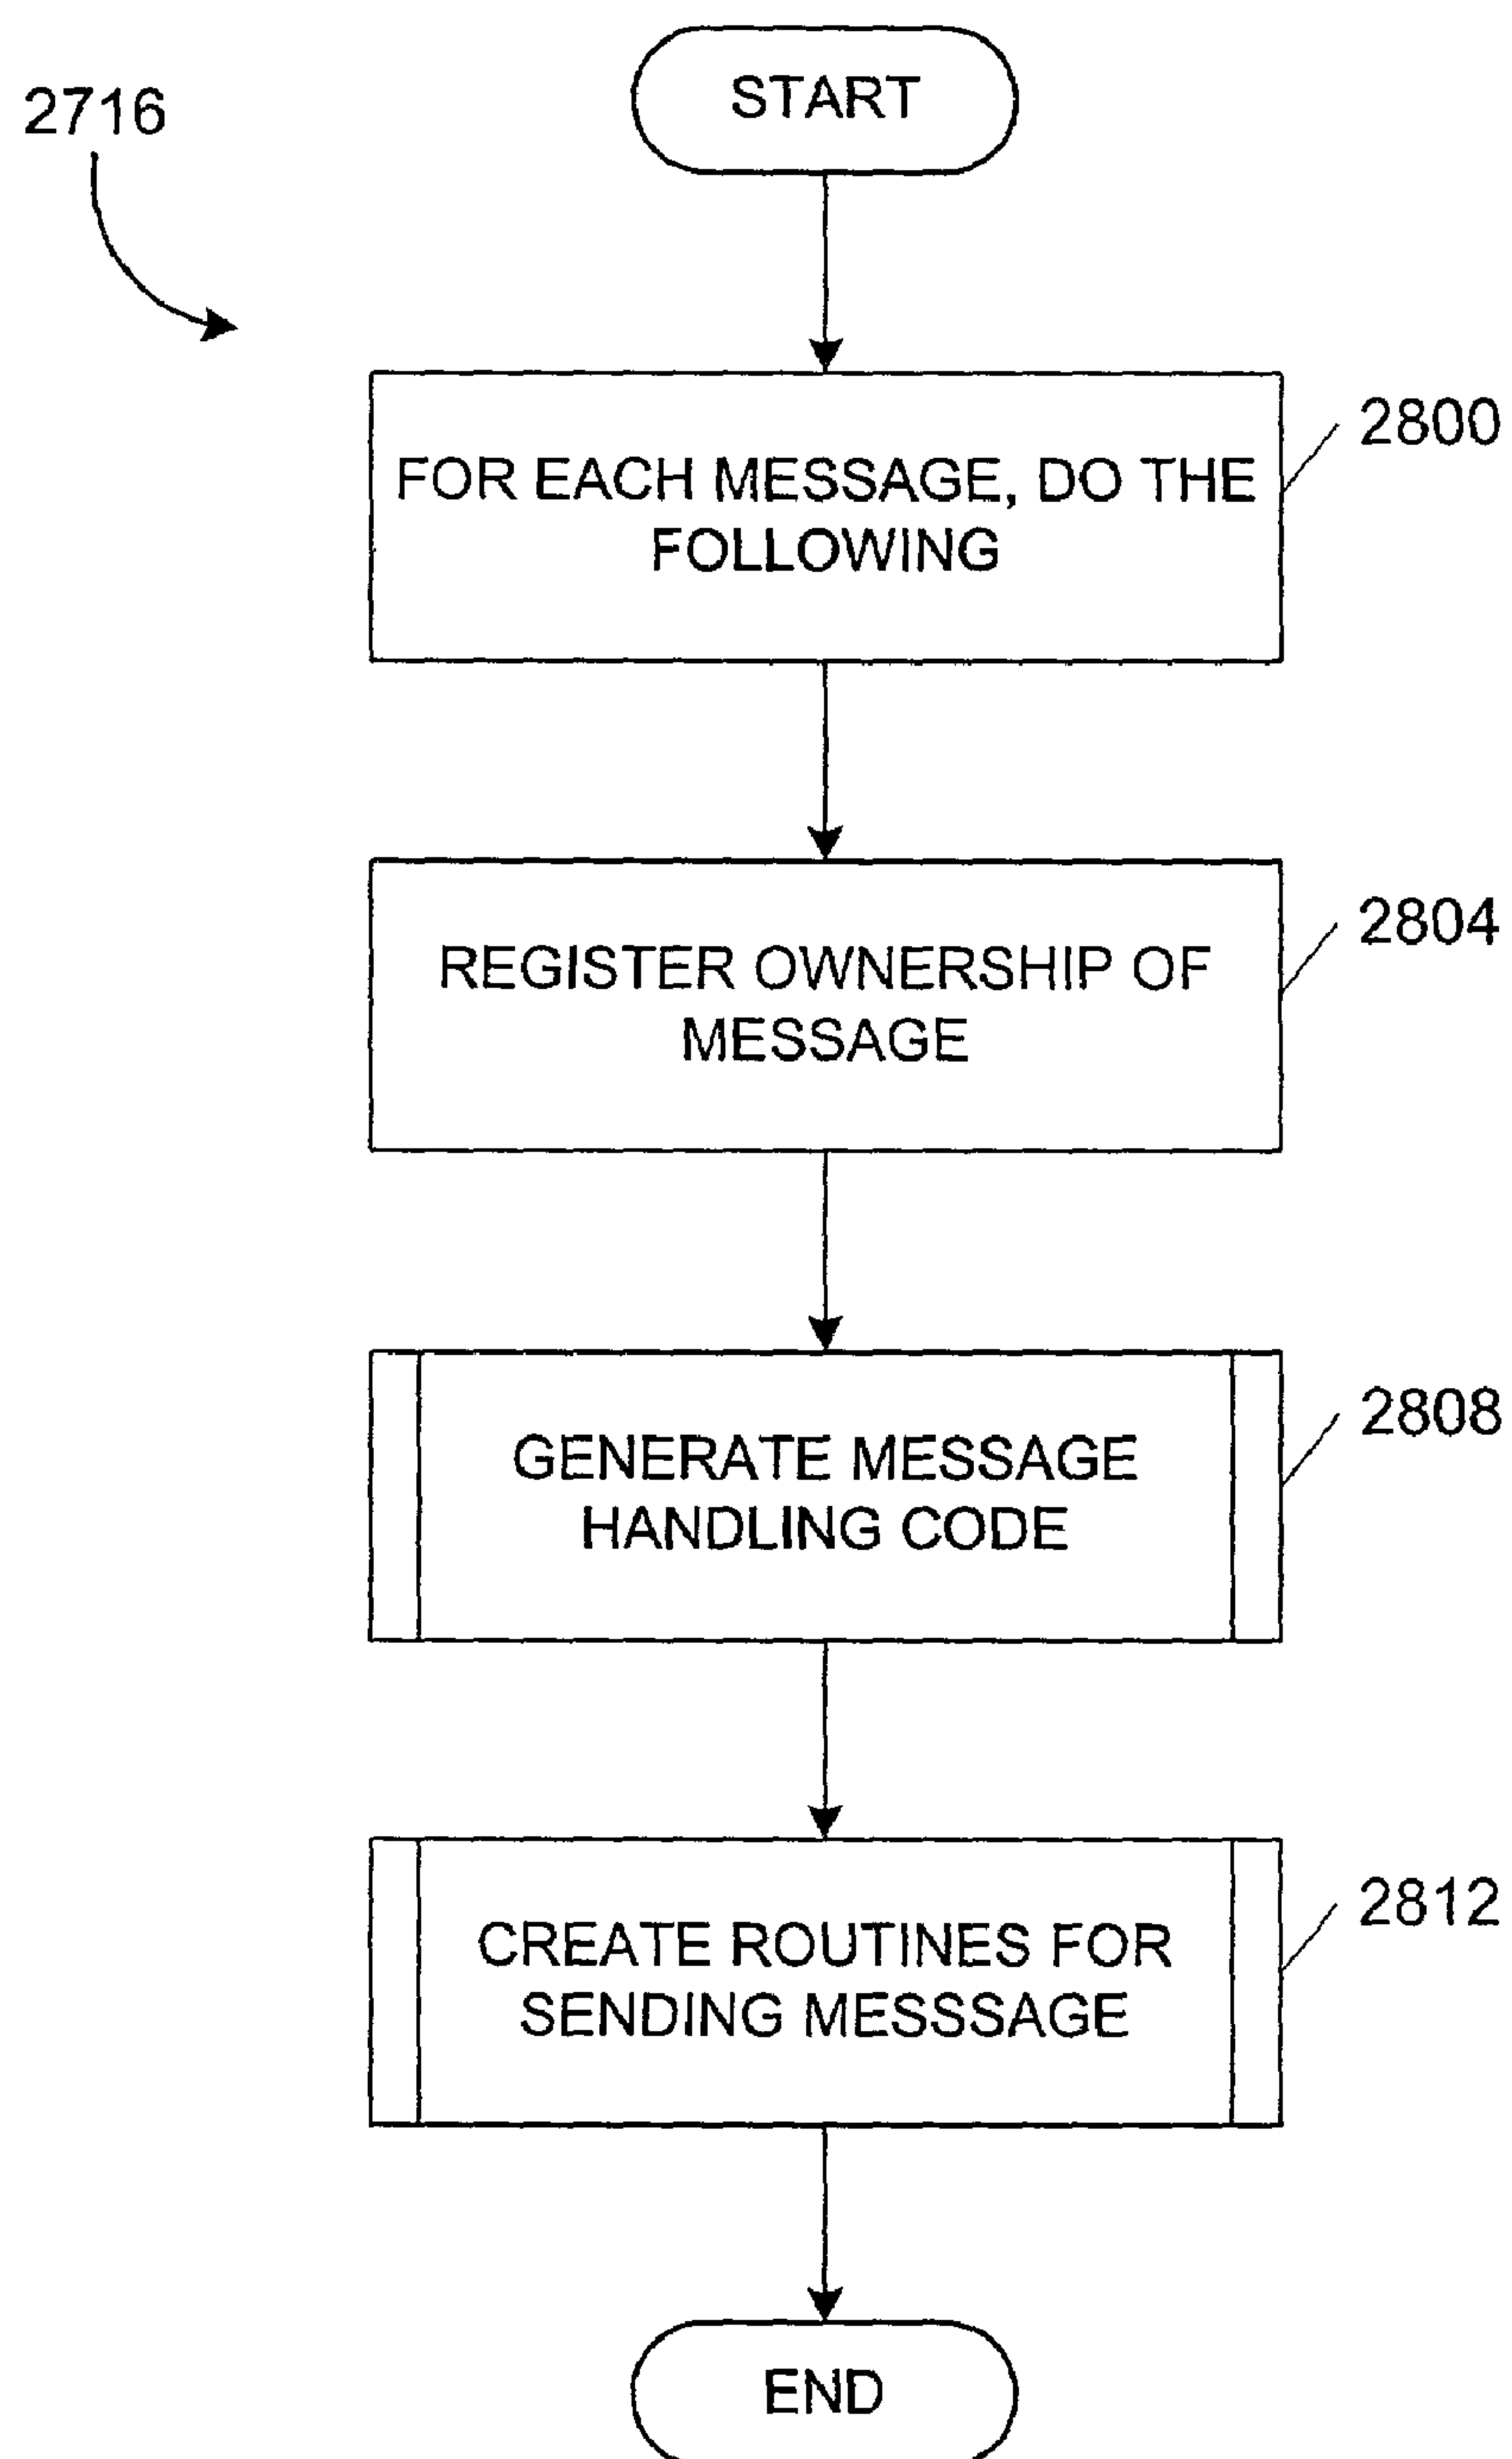 2716
START
FOR EACH MESSAGE, DO THE
FOLLOWING
2800
REGISTER OWNERSHIP OF
MESSAGE
2804
GENERATE MESSAGE
HANDLING CODE
2808
CREATE ROUTINES FOR
SENDING MESSSAGE
2812
END